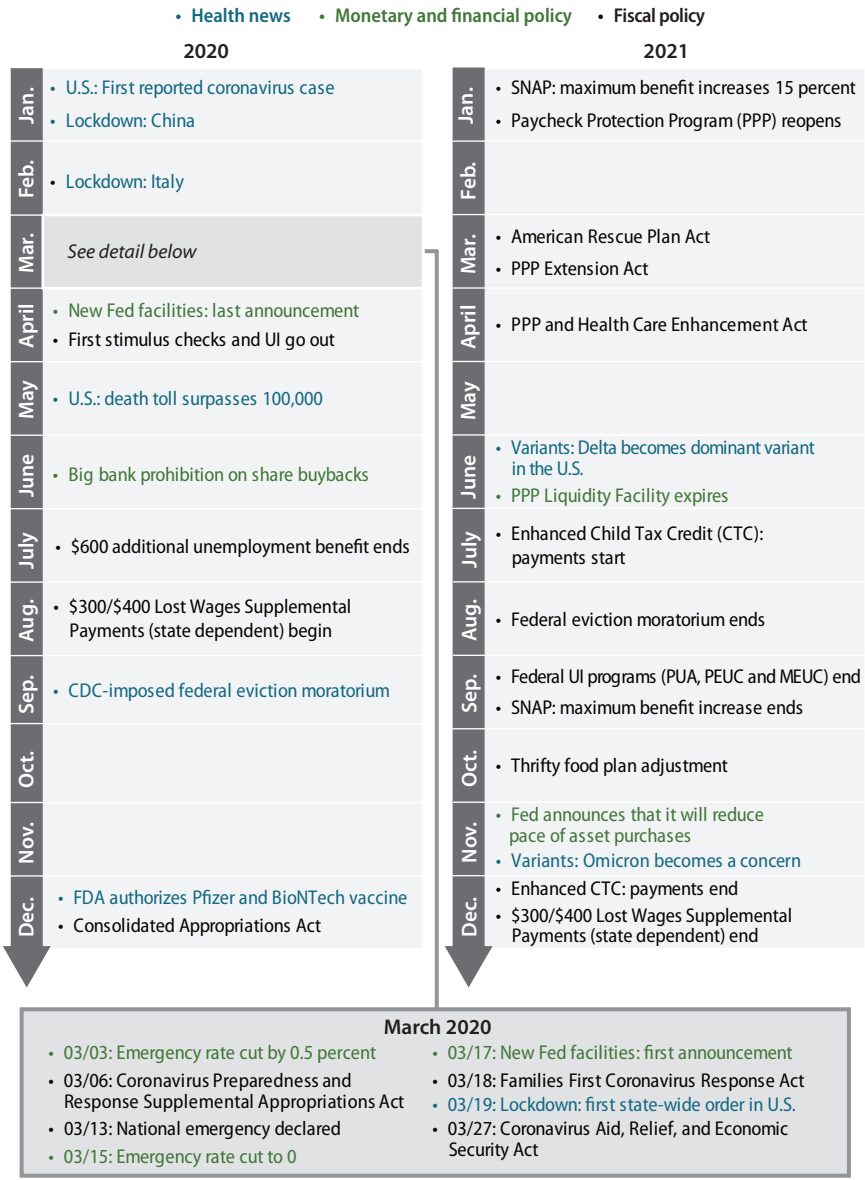 • Health news • Monetary and financial policy • Fiscal policy
2020
Jan.
• U.S.: First reported coronavirus case
• Lockdown: China
Feb.
• Lockdown: Italy
Mar.
See detail below
April
• New Fed facilities: last announcement
• First stimulus checks and UI go out
May
• U.S.: death toll surpasses 100,000
June
• Big bank prohibition on share buybacks
July
• $600 additional unemployment benefit ends
Aug.
• $300/$400 Lost Wages Supplemental
Payments (state dependent) begin
Sep.
• CDC-imposed federal eviction moratorium
Oct.
Nov.
Dec.
• FDA authorizes Pfizer and BioNTech vaccine
• Consolidated Appropriations Act
2021
Jan.
• SNAP: maximum benefit increases 15 percent
• Paycheck Protection Program (PPP) reopens
Feb.
Mar.
• American Rescue Plan Act
• PPP Extension Act
April
• PPP and Health Care Enhancement Act
May
June
• Variants: Delta becomes dominant variant
in the U.S.
• PPP Liquidity Facility expires
July
• Enhanced Child Tax Credit (CTC):
payments start
Aug.
• Federal eviction moratorium ends
Sep.
• Federal UI programs (PUA, PEUC and MEUC) end
• SNAP: maximum benefit increase ends
Oct.
• Thrifty food plan adjustment
Nov.
• Fed announces that it will reduce
pace of asset purchases
• Variants: Omicron becomes a concern
Dec.
• Enhanced CTC: payments end
• $300/$400 Lost Wages Supplemental
Payments (state dependent) end
March 2020
• 03/03: Emergency rate cut by 0.5 percent
• 03/06: Coronavirus Preparedness and
Response Supplemental Appropriations Act
• 03/13: National emergency declared
• 03/15: Emergency rate cut to 0
• 03/17: New Fed facilities: first announcement
• 03/18: Families First Coronavirus Response Act
• 03/19: Lockdown: first state-wide order in U.S.
• 03/27: Coronavirus Aid, Relief, and Economic
Security Act